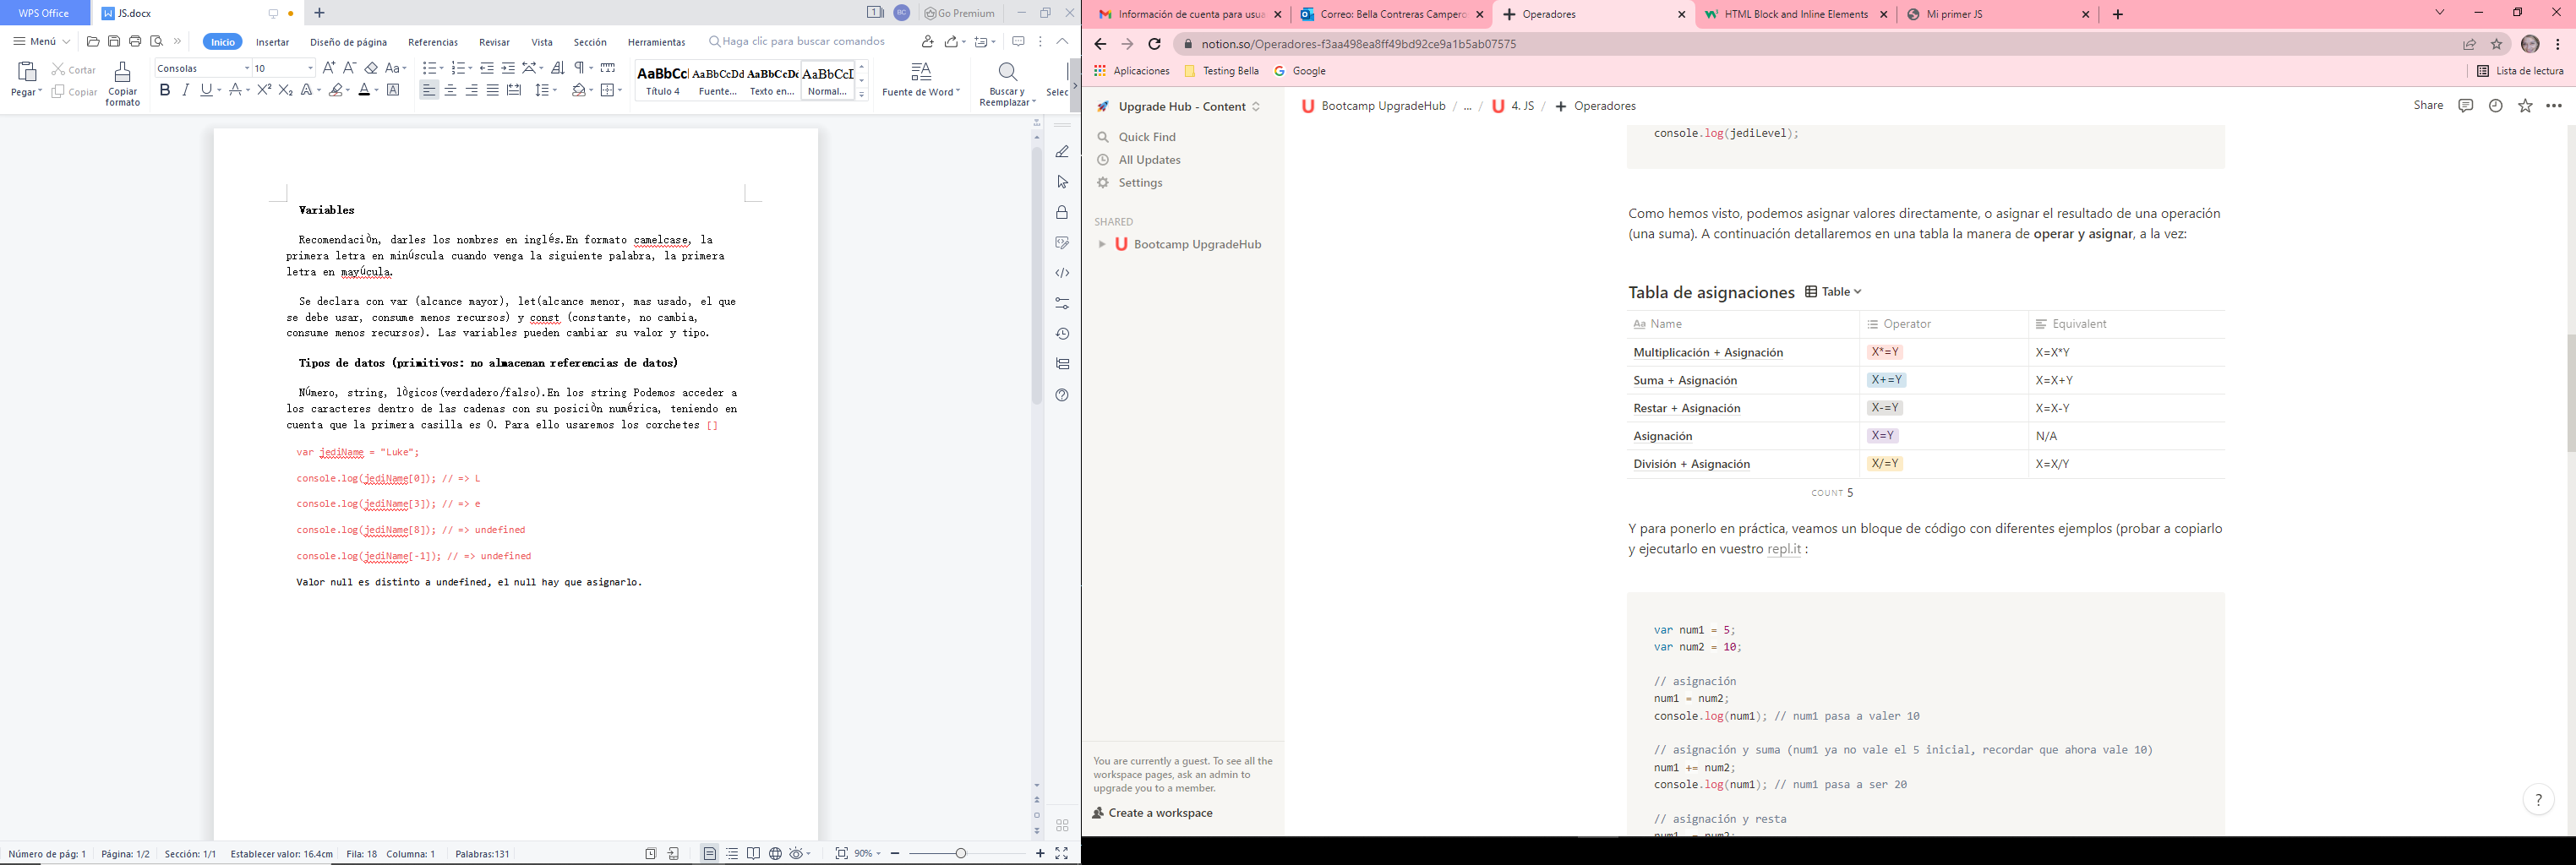 WPS Office
JS.docx
Go Premium
Menú
Inicio
Insertar
Diseño de página
Referencias
Revisar
Vista
Sección
Herramientas
Haga clic para buscar comandos
Pegar
Cortar
Copiar
Copiar formato
Consolas
10
AaBbCc
Título 4
AaBbCcDd
Fuente...
AaBbCcDd
Texto en...
AaBbCcD
Normal...
Fuente de Word
Buscar y Reemplazar
Selec
Variables
Recomendaciòn, darles los nombres en inglés.En formato camelcase, la
primera letra en minúscula cuando venga la siguiente palabra, la primera
letra en mayúcula.
Se declara con var (alcance mayor), let(alcance menor, mas usado, el que
se debe usar, consume menos recursos) y const (constante, no cambia,
consume menos recursos). Las variables pueden cambiar su valor y tipo.
Tipos de datos (primitivos: no almacenan referencias de datos)
Número, string, lògicos(verdadero/falso).En los string Podemos acceder a
los caracteres dentro de las cadenas con su posiciòn numérica, teniendo en
cuenta que la primera casilla es 0. Para ello usaremos los corchetes []
var jediName = "Luke";
console.log(jediName[0]); // => L
console.log(jediName[3]); // => e
console.log(jediName[8]); // => undefined
console.log(jediName[-1]); // => undefined
Valor null es distinto a undefined, el null hay que asignarlo.
Número de pág: 1 Página: 1/2 Sección: 1/1 Establecer valor: 16.4cm Fila: 18 Columna: 1 Palabras:131
90%
Información de cuenta para usua
Correo: Bella Contreras Campero
Operadores
HTML Block and Inline Elements
Mi primer JS
notion.so/Operadores-f3aa498ea8ff49bd92ce9a1b5ab07575
Aplicaciones
Testing Bella
Google
Lista de lectura
Upgrade Hub - Content
Quick Find
All Updates
Settings
SHARED
Bootcamp UpgradeHub
You are currently a guest. To see all the
workspace pages, ask an admin to
upgrade you to a member.
Create a workspace
Bootcamp UpgradeHub / ... / 4. JS / Operadores
Share
console.log(jediLevel);
Como hemos visto, podemos asignar valores directamente, o asignar el resultado de una operación
(una suma). A continuación detallaremos en una tabla la manera de operar y asignar, a la vez:
Tabla de asignaciones Table
Name Operator Equivalent
Multiplicación + Asignación X*=Y X=X*Y
Suma + Asignación X+=Y X=X+Y
Restar + Asignación X-=Y X=X-Y
Asignación X=Y N/A
División + Asignación X/=Y X=X/Y
COUNT 5
Y para ponerlo en práctica, veamos un bloque de código con diferentes ejemplos (probar a copiarlo
y ejecutarlo en vuestro repl.it :
var num1 = 5;
var num2 = 10;
// asignación
num1 = num2;
console.log(num1); // num1 pasa a valer 10
// asignación y suma (num1 ya no vale el 5 inicial, recordar que ahora vale 10)
num1 += num2;
console.log(num1); // num1 pasa a ser 20
// asignación y resta